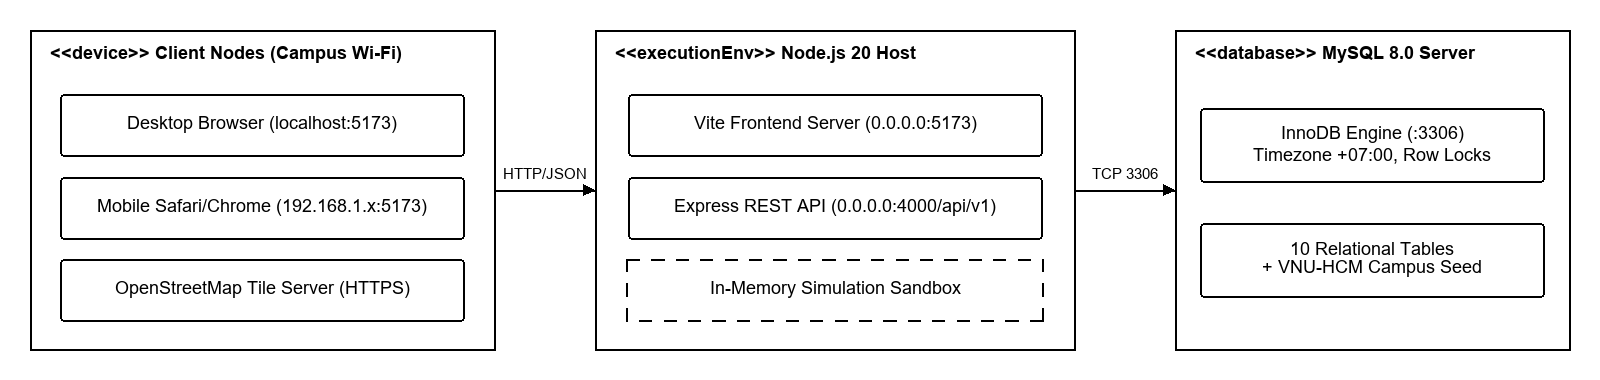 <<device>> Client Nodes (Campus Wi-Fi)
Desktop Browser (localhost:5173)
Mobile Safari/Chrome (192.168.1.x:5173)
OpenStreetMap Tile Server (HTTPS)
HTTP/JSON
<<executionEnv>> Node.js 20 Host
Vite Frontend Server (0.0.0.0:5173)
Express REST API (0.0.0.0:4000/api/v1)
In-Memory Simulation Sandbox
TCP 3306
<<database>> MySQL 8.0 Server
InnoDB Engine (:3306)
Timezone +07:00, Row Locks
10 Relational Tables
+ VNU-HCM Campus Seed